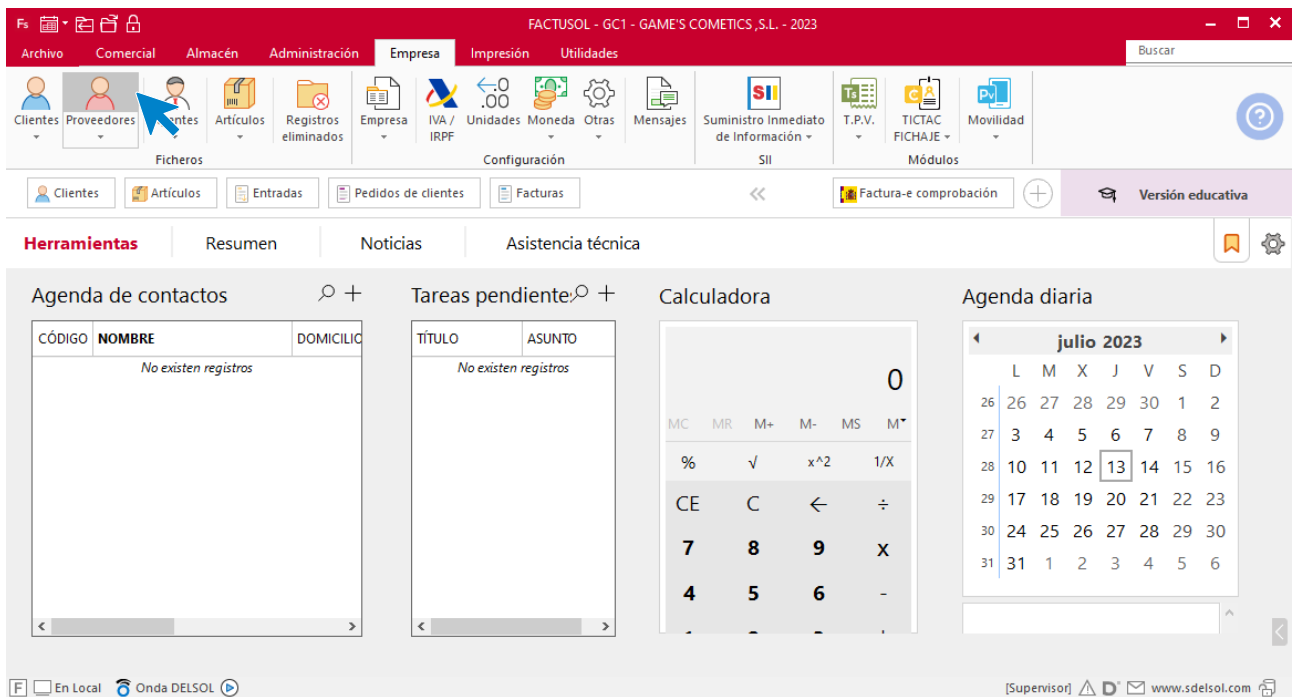 Fs
FACTUSOL - GC1 - GAME'S COMETICS ,S.L. - 2023
Archivo Comercial Almacén Administración Empresa Impresión Utilidades Buscar
Clientes Proveedores Artículos Registros eliminados Empresa IVA / IRPF Unidades Moneda Otras Mensajes Suministro Inmediato de Información T.P.V. TICTAC FICHAJE Movilidad
Ficheros Configuración SII Módulos
Clientes Artículos Entradas Pedidos de clientes Facturas Factura-e comprobación Versión educativa
Herramientas Resumen Noticias Asistencia técnica
Agenda de contactos Tareas pendientes Calculadora Agenda diaria
CÓDIGO NOMBRE DOMICILIO TÍTULO ASUNTO
No existen registros No existen registros
0
MC MR M+ M- MS M
% √ x^2 1/X
CE C ← ÷
7 8 9 x
4 5 6 -
julio 2023
L M X J V S D
26 26 27 28 29 30 1 2
27 3 4 5 6 7 8 9
28 10 11 12 13 14 15 16
29 17 18 19 20 21 22 23
30 24 25 26 27 28 29 30
31 31 1 2 3 4 5 6
F En Local Onda DELSOL [Supervisor] D www.sdelsol.com